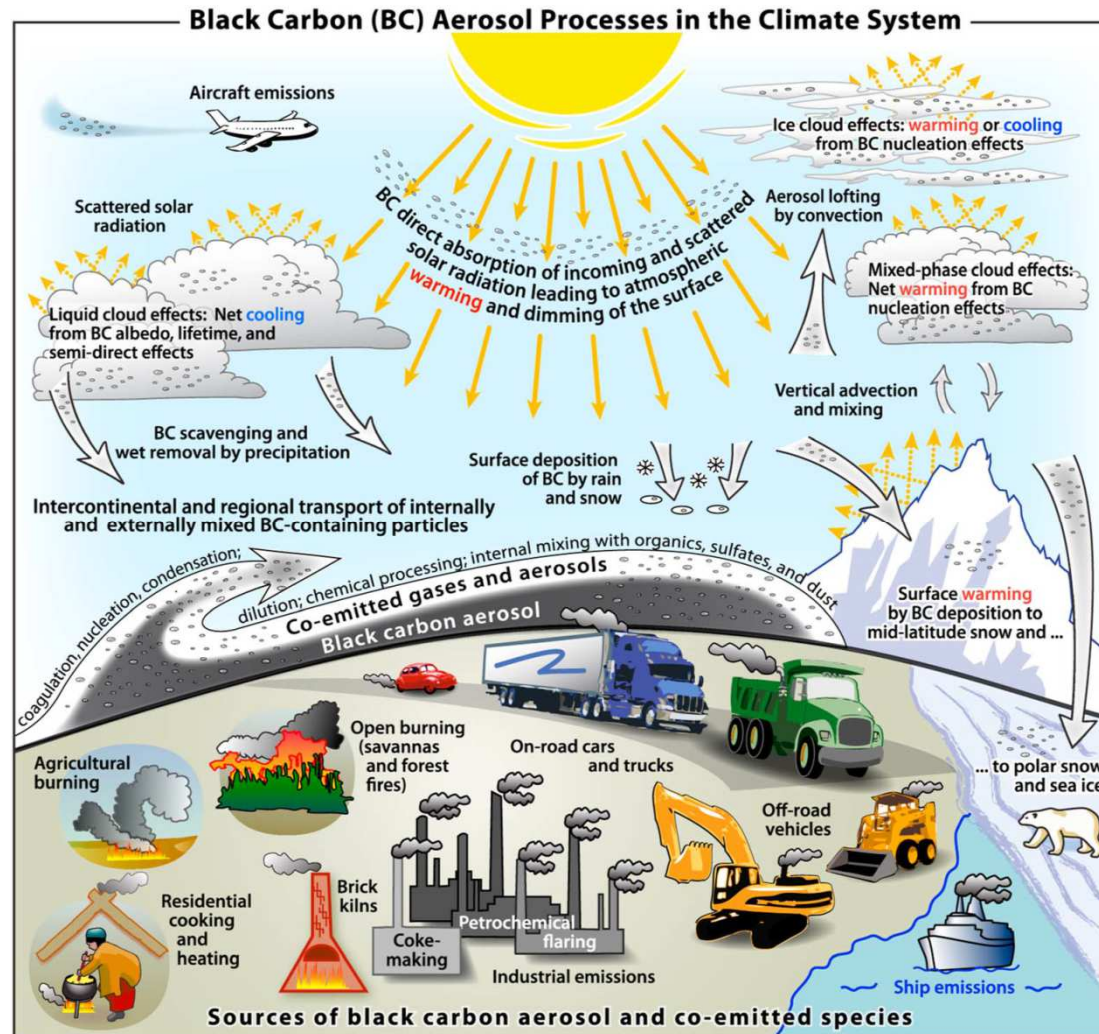 Black Carbon (BC) Aerosol Processes in the Climate System
Aircraft emissions
Ice cloud effects: warming or cooling
from BC nucleation effects
Scattered solar
radiation
BC direct absorption of incoming and scattered
solar radiation leading to atmospheric
warming and dimming of the surface
Aerosol lofting
by convection
Mixed-phase cloud effects:
Net warming from BC
nucleation effects
Liquid cloud effects: Net cooling
from BC albedo, lifetime, and
semi-direct effects
Vertical advection
and mixing
BC scavenging and
wet removal by precipitation
Surface deposition
of BC by rain
and snow
Intercontinental and regional transport of internally
and externally mixed BC-containing particles
coagulation, nucleation, condensation;
dilution; chemical processing; internal mixing with organics, sulfates, and dust
Co-emitted gases and aerosols
Black carbon aerosol
Surface warming
by BC deposition to
mid-latitude snow and ...
... to polar snow
and sea ice
Agricultural
burning
Open burning
(savannas
and forest
fires)
On-road cars
and trucks
Off-road
vehicles
Residential
cooking
and
heating
Brick
kilns
Coke-
making
Petrochemical
flaring
Industrial emissions
Ship emissions
Sources of black carbon aerosol and co-emitted species